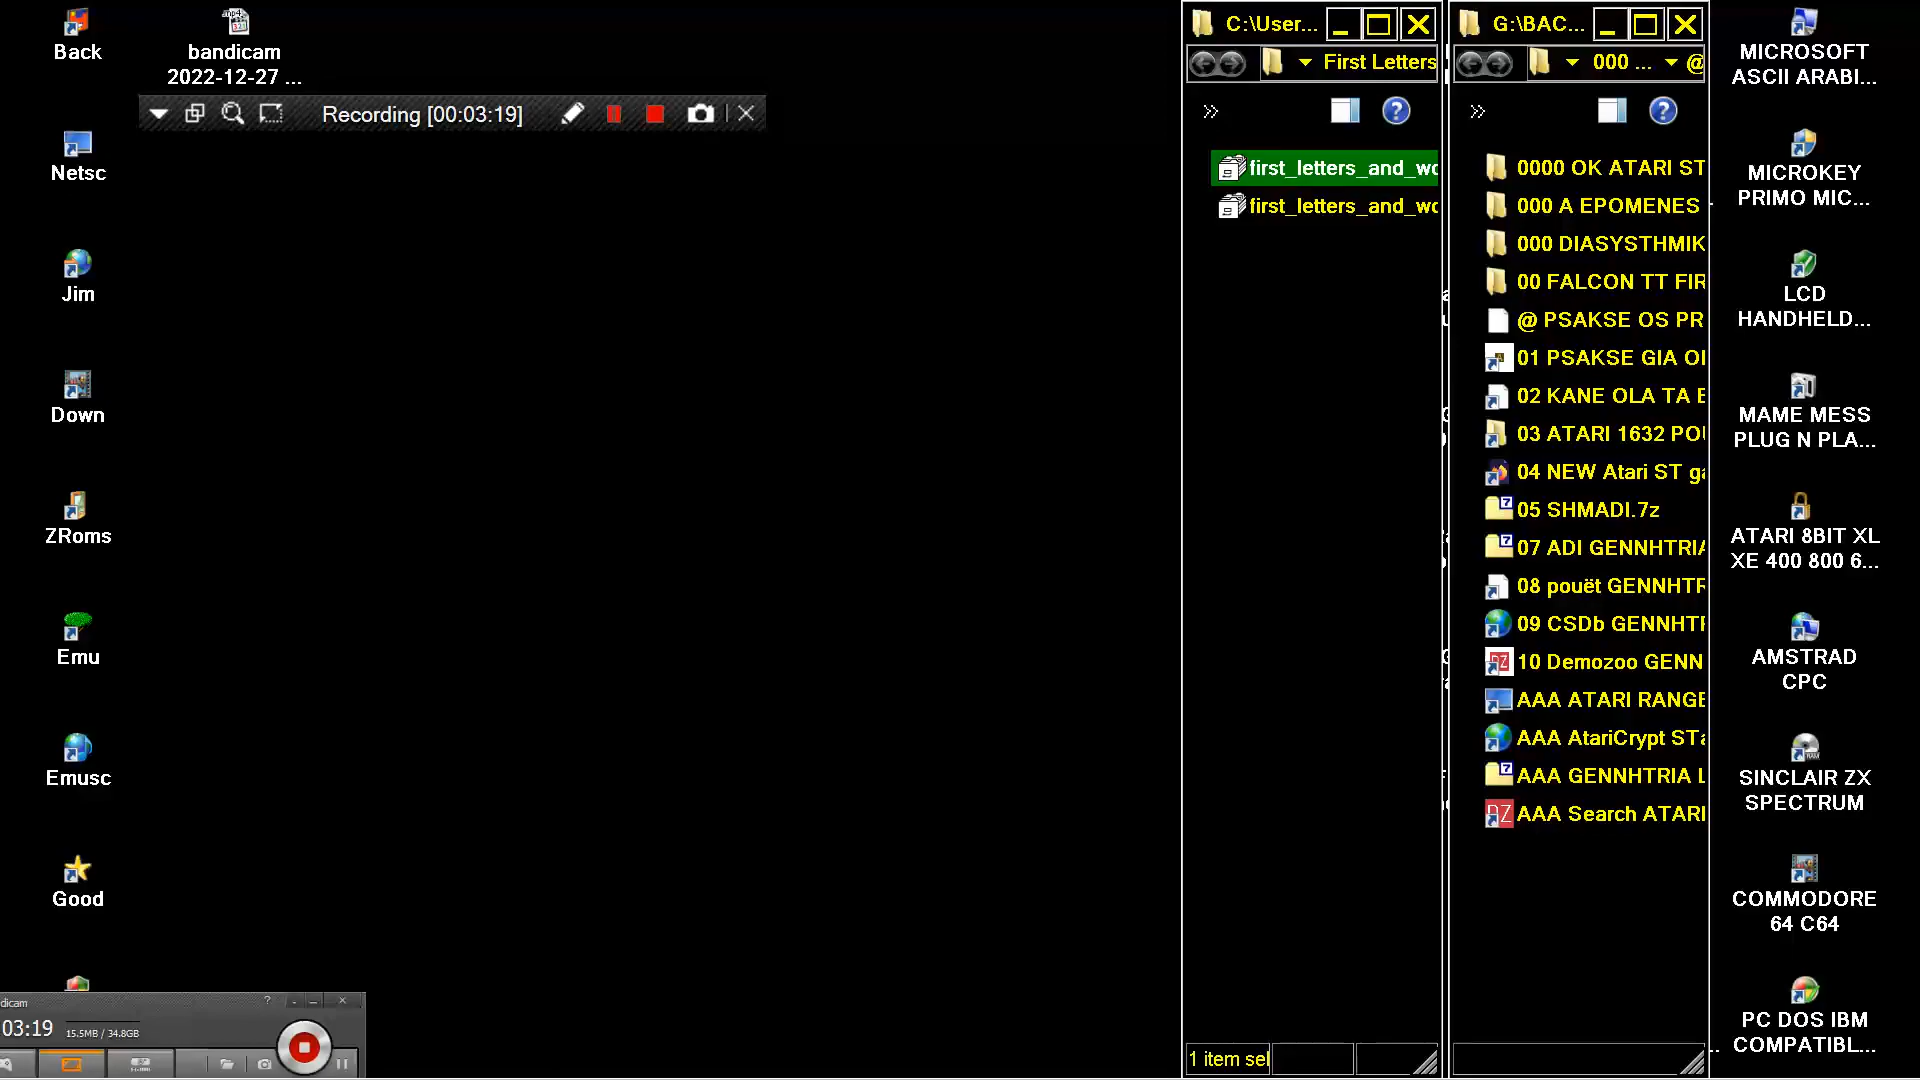 Back
bandicam
2022-12-27 ...
Recording [00:03:19]
Netsc
Jim
Down
ZRoms
Emu
Emusc
Good
dicam
03:19
15.5MB / 34.8GB
C:\User...
First Letters
first_letters_and_wo
first_letters_and_wo
1 item sel
G:\BAC...
000 ... @
0000 OK ATARI ST
000 A EPOMENES
000 DIASYSTHMIK
00 FALCON TT FIR
@ PSAKSE OS PR
01 PSAKSE GIA O
02 KANE OLA TA
03 ATARI 1632 POU
04 NEW Atari ST ga
05 SHMADI.7z
07 ADI GENNHTRIA
08 pouët GENNHTR
09 CSDb GENNHTR
10 Demozoo GENN
AAA ATARI RANGE
AAA AtariCrypt STa
AAA GENNHTRIA L
AAA Search ATARI
MICROSOFT
ASCII ARABI...
MICROKEY
PRIMO MIC...
LCD
HANDHELD...
MAME MESS
PLUG N PLA...
ATARI 8BIT XL
XE 400 800 6...
AMSTRAD
CPC
SINCLAIR ZX
SPECTRUM
COMMODORE
64 C64
PC DOS IBM
COMPATIBL...